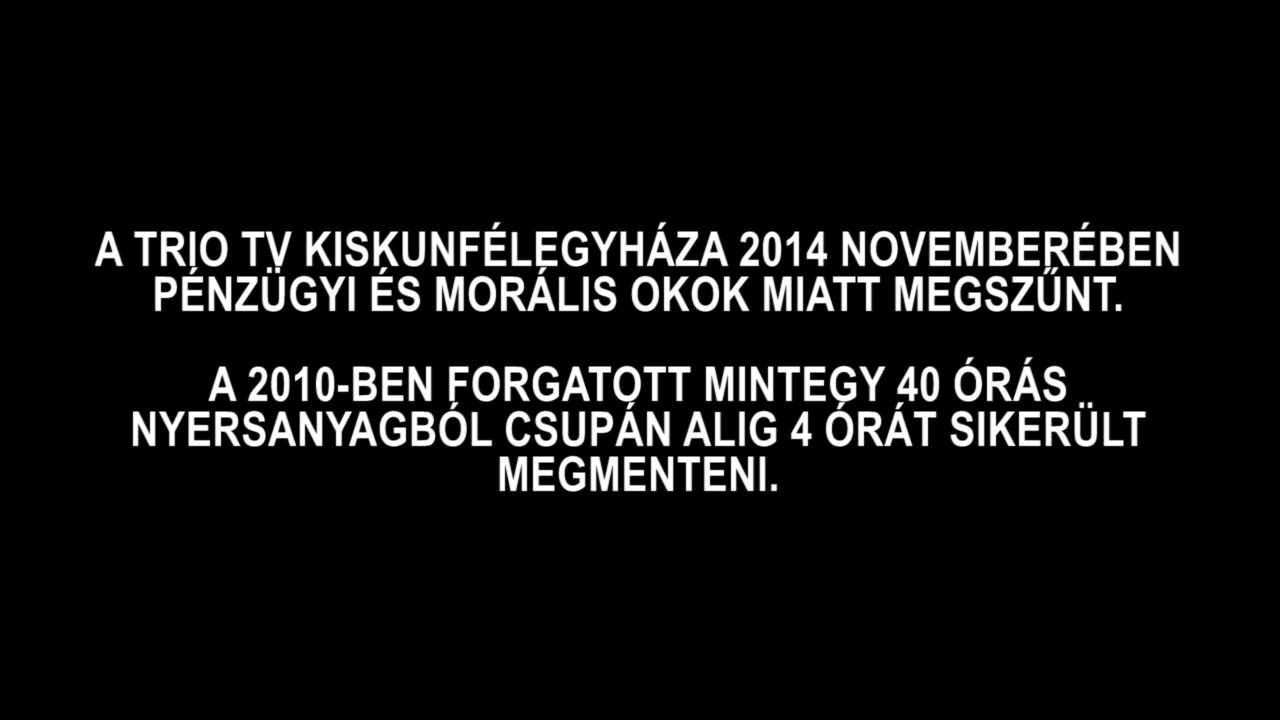 A TRIO TV KISKUNFÉLEGYHÁZA 2014 NOVEMBERÉBEN
PÉNZÜGYI ÉS MORÁLIS OKOK MIATT MEGSZŰNT.
A 2010-BEN FORGATOTT MINTEGY 40 ÓRÁS
NYERSANYAGBÓL CSUPÁN ALIG 4 ÓRÁT SIKERÜLT
MEGMENTENI.